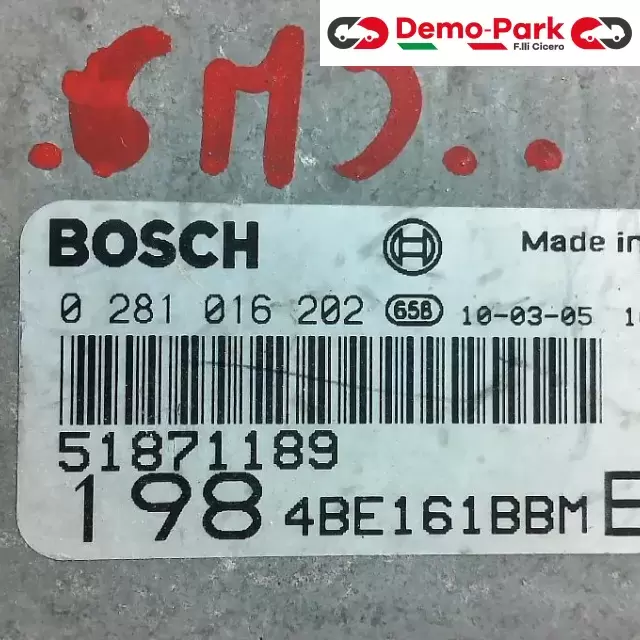 Demo-Park
F.lli Cicero
BOSCH
Made in
0 281 016 202 658 10-03-05
51871189
198 4BE161BBM E